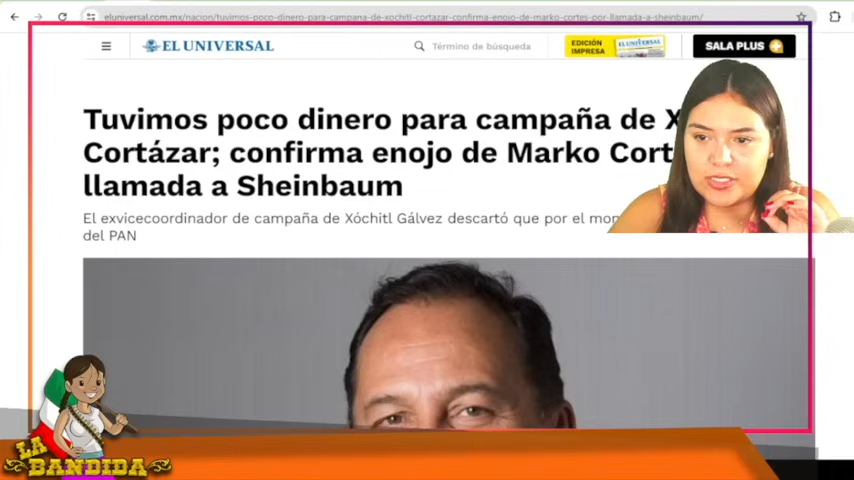 eluniversal.com.mx/nacion/tuvimos-poco-dinero-para-campana-de-xochitl-cortazar-confirma-enojo-de-marko-cortes-por-llamada-a-sheinbaum/
EL UNIVERSAL
Término de búsqueda
EDICIÓN
IMPRESA
EL UNIVERSAL
SALA PLUS
Tuvimos poco dinero para campaña de X
Cortázar; confirma enojo de Marko Cort
llamada a Sheinbaum
El exvicecoordinador de campaña de Xóchitl Gálvez descartó que por el mon
del PAN
LA
BANDIDA